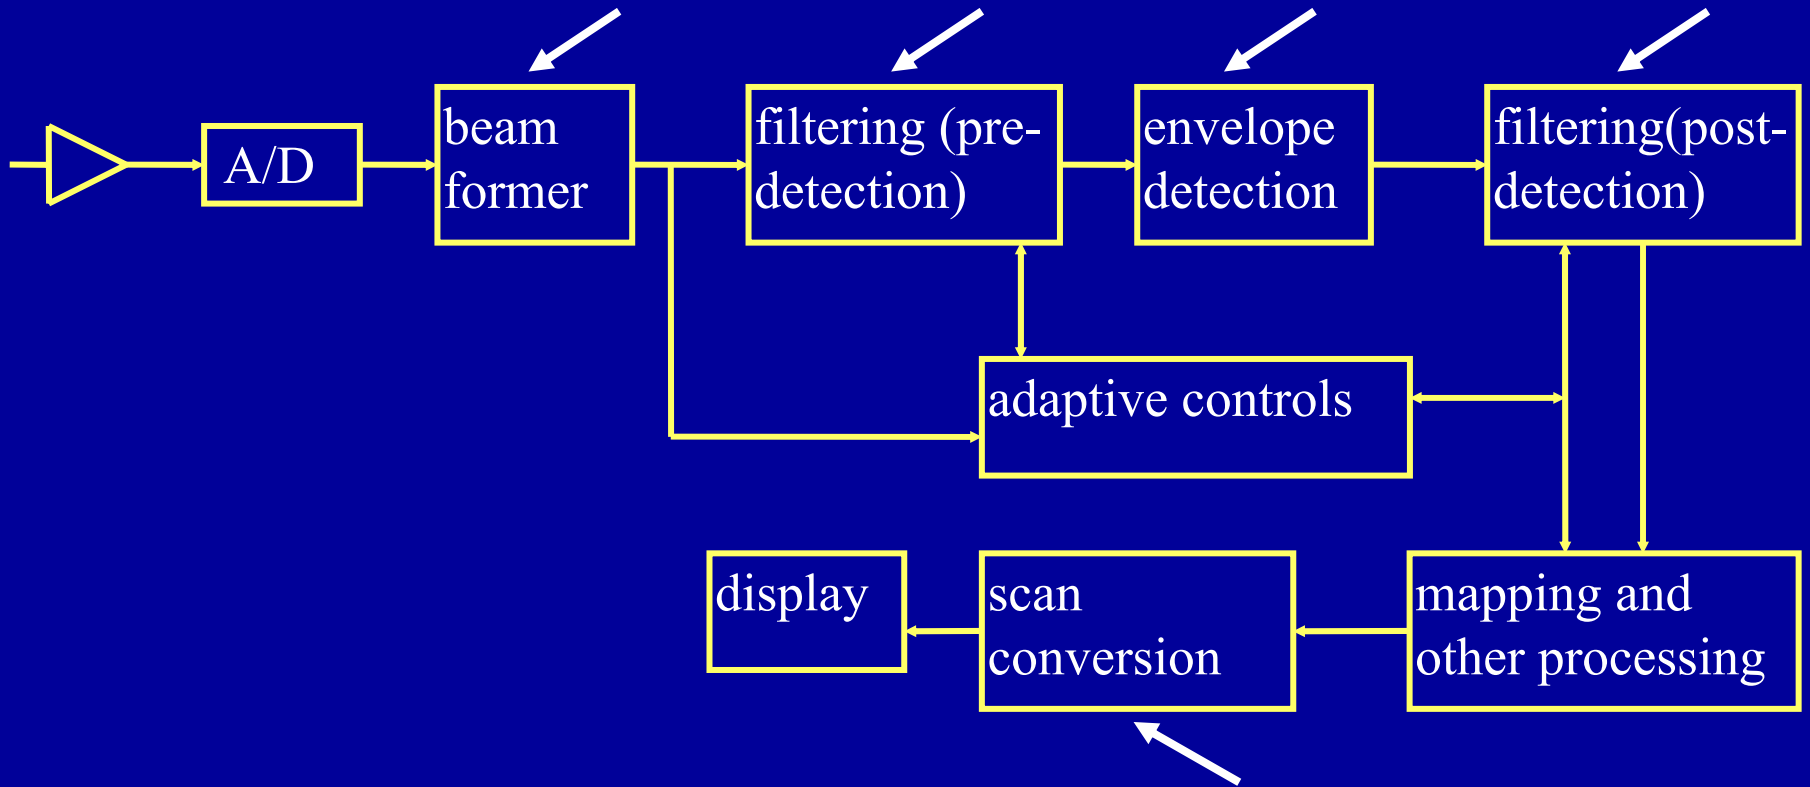 A/D
beam
former
filtering (pre-
detection)
envelope
detection
filtering(post-
detection)
adaptive controls
display
scan
conversion
mapping and
other processing